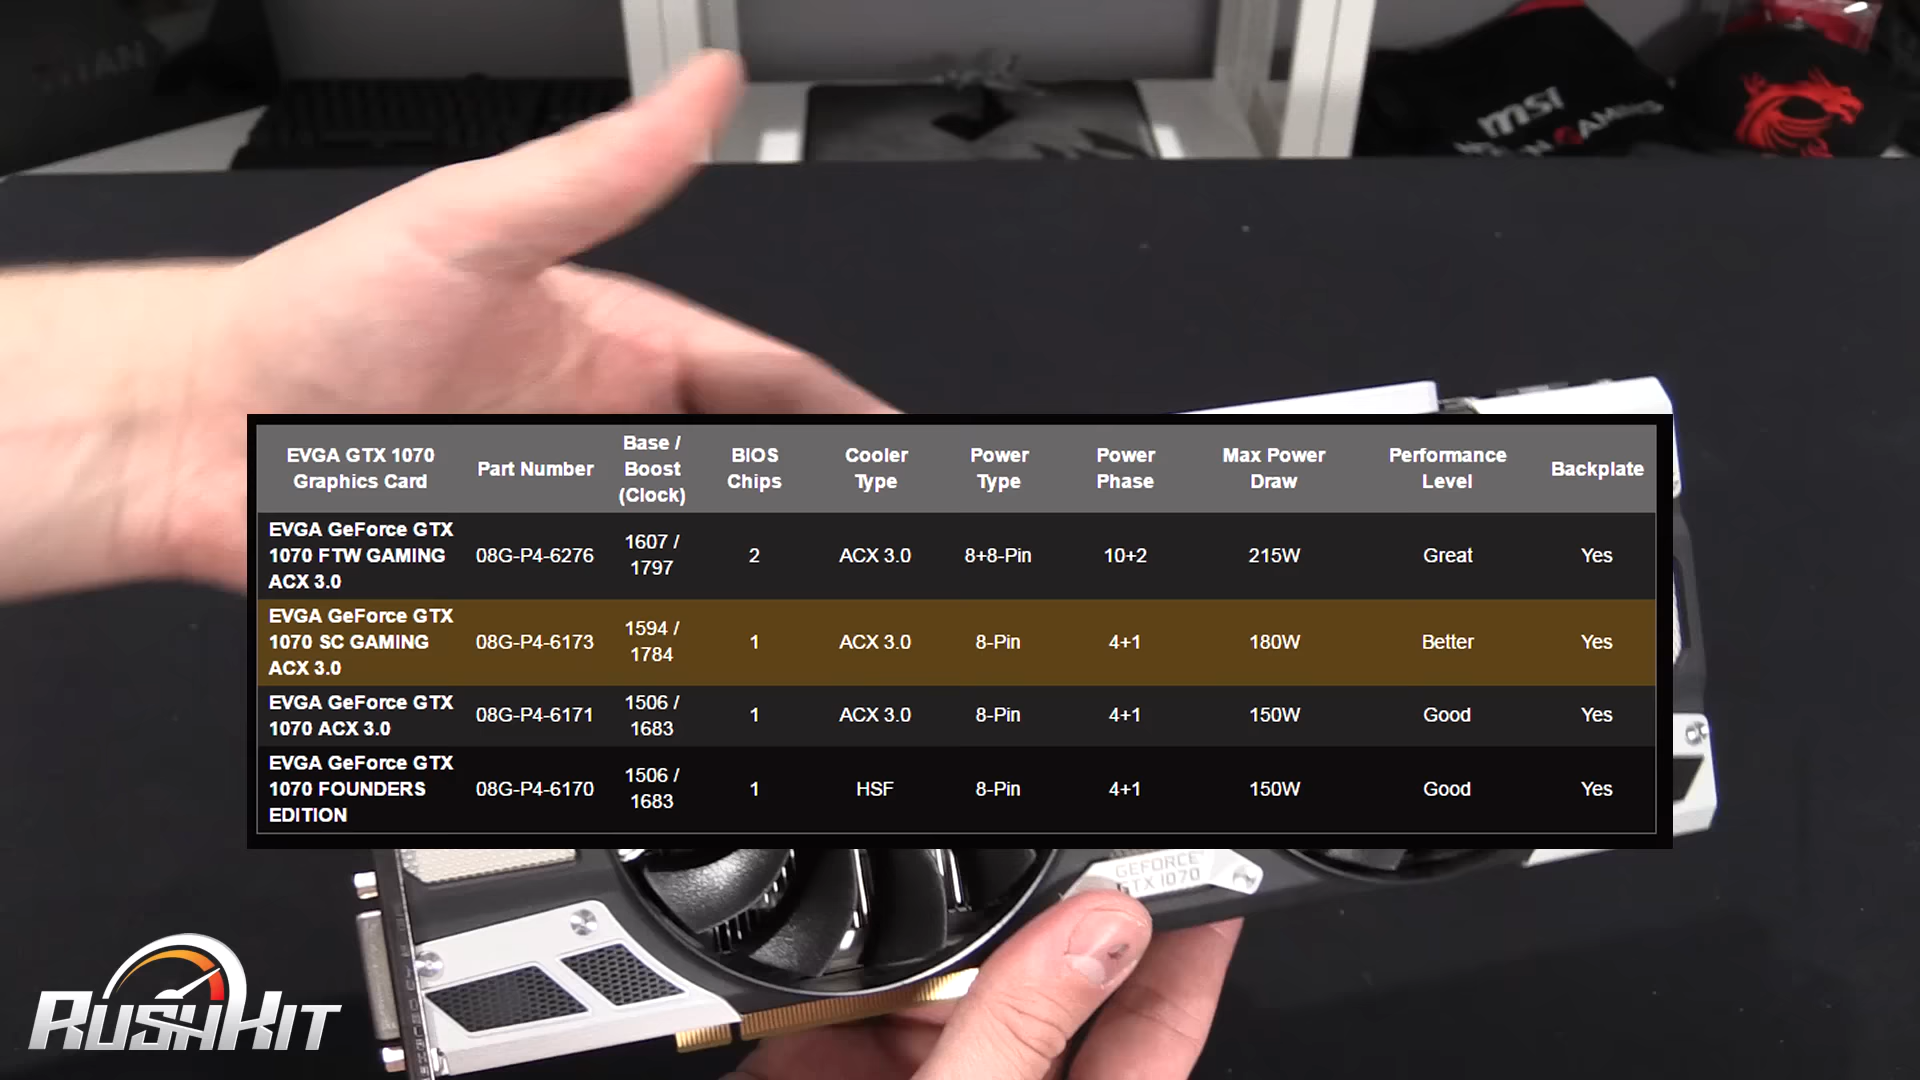 TITAN
msi
GAMING
EVGA GTX 1070 Graphics Card
Part Number
Base / Boost (Clock)
BIOS Chips
Cooler Type
Power Type
Power Phase
Max Power Draw
Performance Level
Backplate
EVGA GeForce GTX 1070 FTW GAMING ACX 3.0
08G-P4-6276
1607 / 1797
2
ACX 3.0
8+8-Pin
10+2
215W
Great
Yes
EVGA GeForce GTX 1070 SC GAMING ACX 3.0
08G-P4-6173
1594 / 1784
1
ACX 3.0
8-Pin
4+1
180W
Better
Yes
EVGA GeForce GTX 1070 ACX 3.0
08G-P4-6171
1506 / 1683
1
ACX 3.0
8-Pin
4+1
150W
Good
Yes
EVGA GeForce GTX 1070 FOUNDERS EDITION
08G-P4-6170
1506 / 1683
1
HSF
8-Pin
4+1
150W
Good
Yes
GEFORCE
GTX 1070
RUSHKIT